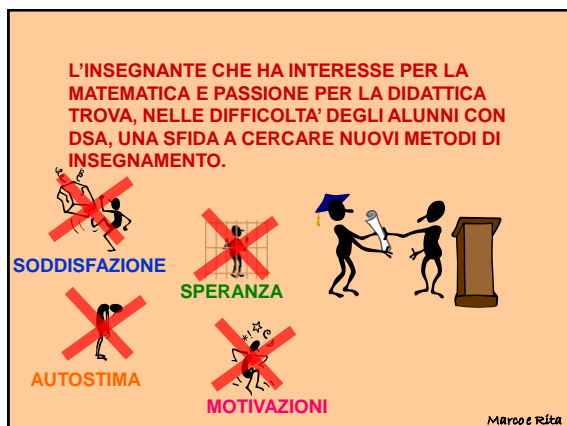 L'INSEGNANTE CHE HA INTERESSE PER LA
MATEMATICA E PASSIONE PER LA DIDATTICA
TROVA, NELLE DIFFICOLTA' DEGLI ALUNNI CON
DSA, UNA SFIDA A CERCARE NUOVI METODI DI
INSEGNAMENTO.
SODDISFAZIONE
SPERANZA
AUTOSTIMA
MOTIVAZIONI
Marco e Rita